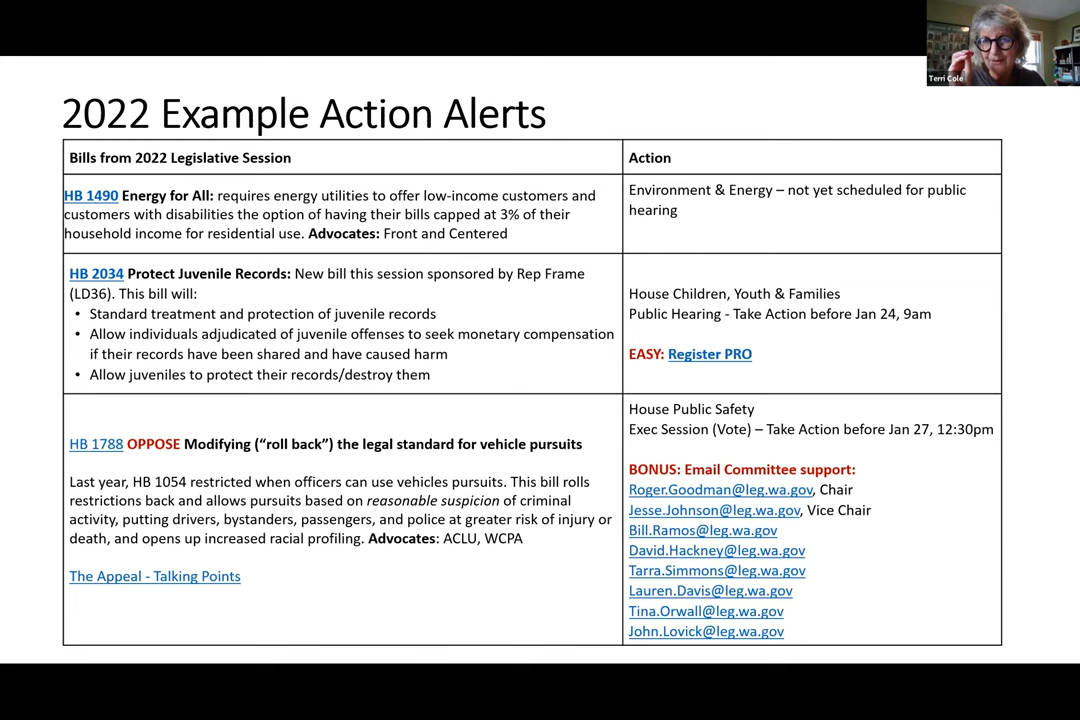 Terri Cole
2022 Example Action Alerts
Bills from 2022 Legislative Session
Action
HB 1490 Energy for All: requires energy utilities to offer low-income customers and
customers with disabilities the option of having their bills capped at 3% of their
household income for residential use. Advocates: Front and Centered
Environment & Energy – not yet scheduled for public
hearing
HB 2034 Protect Juvenile Records: New bill this session sponsored by Rep Frame
(LD36). This bill will:
• Standard treatment and protection of juvenile records
• Allow individuals adjudicated of juvenile offenses to seek monetary compensation
if their records have been shared and have caused harm
• Allow juveniles to protect their records/destroy them
House Children, Youth & Families
Public Hearing - Take Action before Jan 24, 9am
EASY: Register PRO
HB 1788 OPPOSE Modifying (“roll back”) the legal standard for vehicle pursuits
Last year, HB 1054 restricted when officers can use vehicles pursuits. This bill rolls
restrictions back and allows pursuits based on reasonable suspicion of criminal
activity, putting drivers, bystanders, passengers, and police at greater risk of injury or
death, and opens up increased racial profiling. Advocates: ACLU, WCPA
The Appeal - Talking Points
House Public Safety
Exec Session (Vote) – Take Action before Jan 27, 12:30pm
BONUS: Email Committee support:
Roger.Goodman@leg.wa.gov, Chair
Jesse.Johnson@leg.wa.gov, Vice Chair
Bill.Ramos@leg.wa.gov
David.Hackney@leg.wa.gov
Tarra.Simmons@leg.wa.gov
Lauren.Davis@leg.wa.gov
Tina.Orwall@leg.wa.gov
John.Lovick@leg.wa.gov